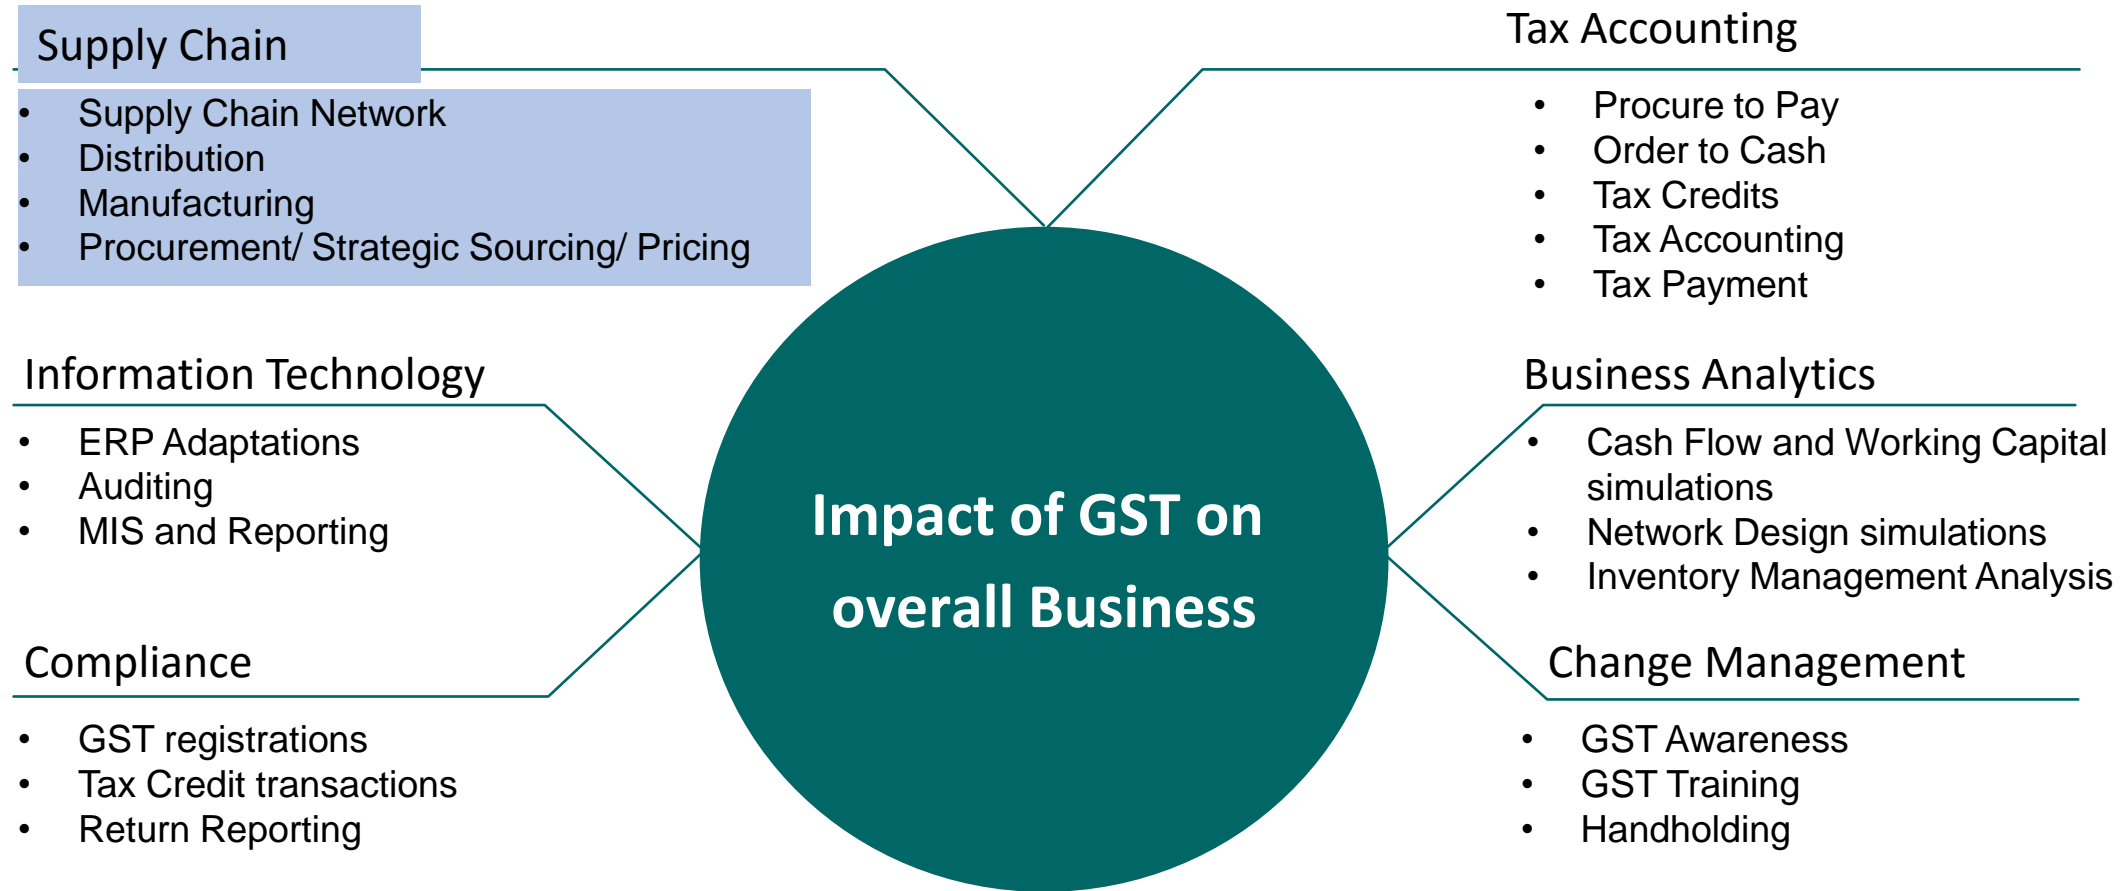 Supply Chain
• Supply Chain Network
• Distribution
• Manufacturing
• Procurement/ Strategic Sourcing/ Pricing
Information Technology
• ERP Adaptations
• Auditing
• MIS and Reporting
Compliance
• GST registrations
• Tax Credit transactions
• Return Reporting
Impact of GST on
overall Business
Tax Accounting
• Procure to Pay
• Order to Cash
• Tax Credits
• Tax Accounting
• Tax Payment
Business Analytics
• Cash Flow and Working Capital
simulations
• Network Design simulations
• Inventory Management Analysis
Change Management
• GST Awareness
• GST Training
• Handholding